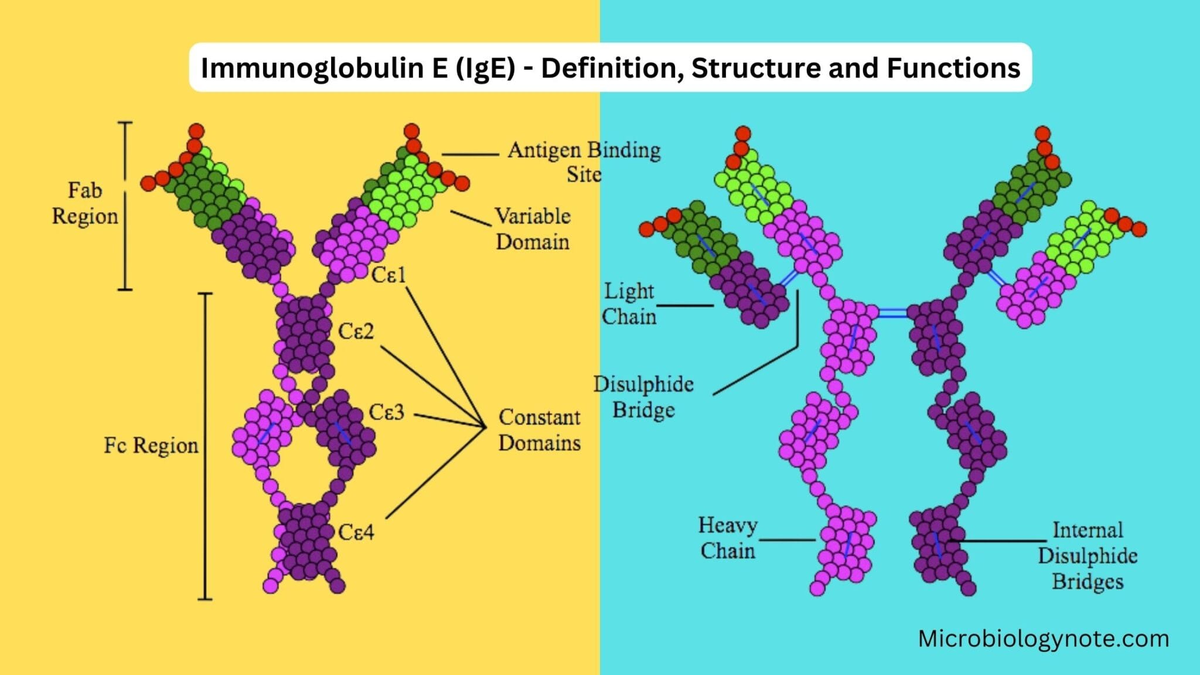 Immunoglobulin E (IgE) - Definition, Structure and Functions
Fab
Region
Antigen Binding
Site
Variable
Domain
Cε1
Cε2
Cε3
Cε4
Constant
Domains
Fc Region
Light
Chain
Disulphide
Bridge
Heavy
Chain
Internal
Disulphide
Bridges
Microbiologynote.com